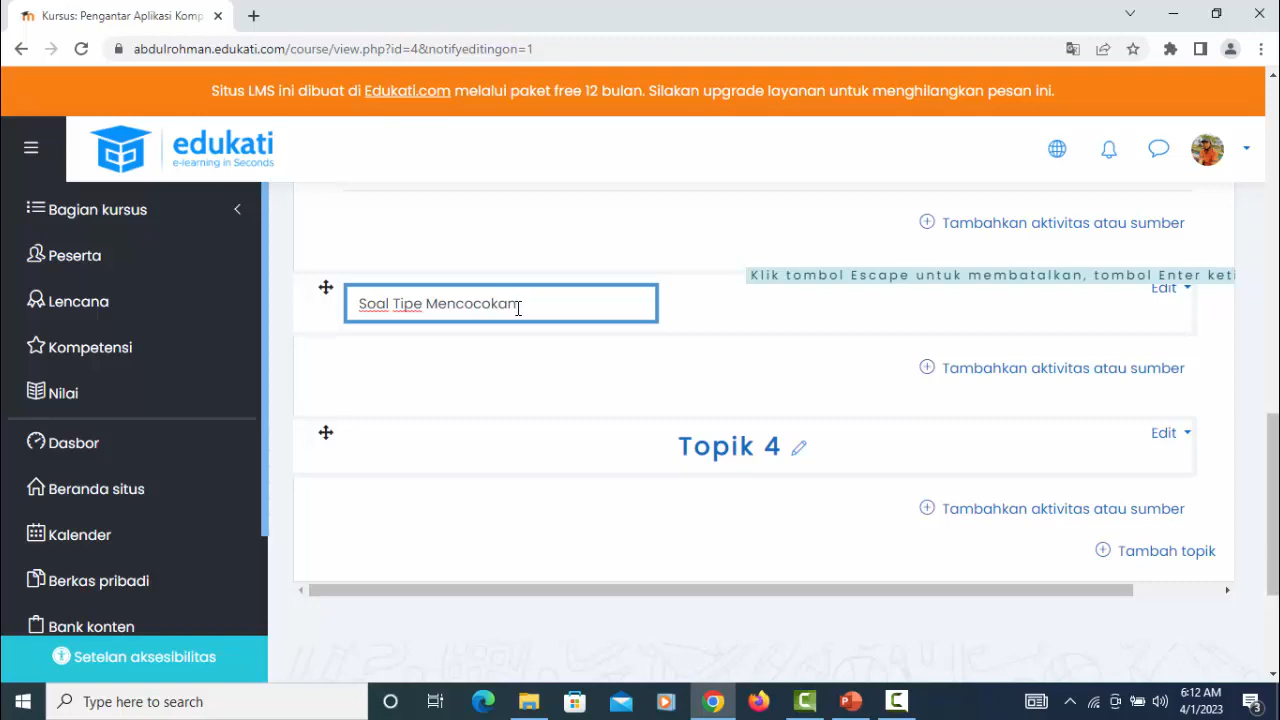 Kursus: Pengantar Aplikasi Komp
abdulrohman.edukati.com/course/view.php?id=4&notifyeditingon=1
Situs LMS ini dibuat di Edukati.com melalui paket free 12 bulan. Silakan upgrade layanan untuk menghilangkan pesan ini.
edukati
e-learning in Seconds
Bagian kursus
Peserta
Lencana
Kompetensi
Nilai
Dasbor
Beranda situs
Kalender
Berkas pribadi
Bank konten
Setelan aksesibilitas
Tambahkan aktivitas atau sumber
Klik tombol Escape untuk membatalkan, tombol Enter keti
Edit
Soal Tipe Mencocokam
Tambahkan aktivitas atau sumber
Topik 4
Edit
Tambahkan aktivitas atau sumber
Tambah topik
Type here to search
6:12 AM
4/1/2023
3